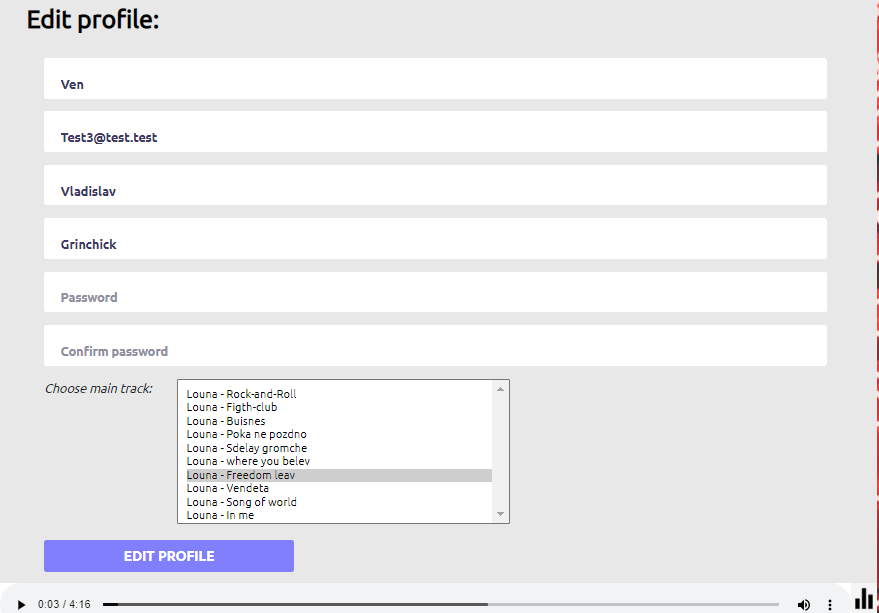 Edit profile:
Ven
Test3@test.test
Vladislav
Grinchick
Password
Confirm password
Choose main track:
Louna - Rock-and-Roll
Louna - Figth-club
Louna - Buisnes
Louna - Poka ne pozdno
Louna - Sdelay gromche
Louna - where you belev
Louna - Freedom leav
Louna - Vendeta
Louna - Song of world
Louna - In me
EDIT PROFILE
0:03 / 4:16